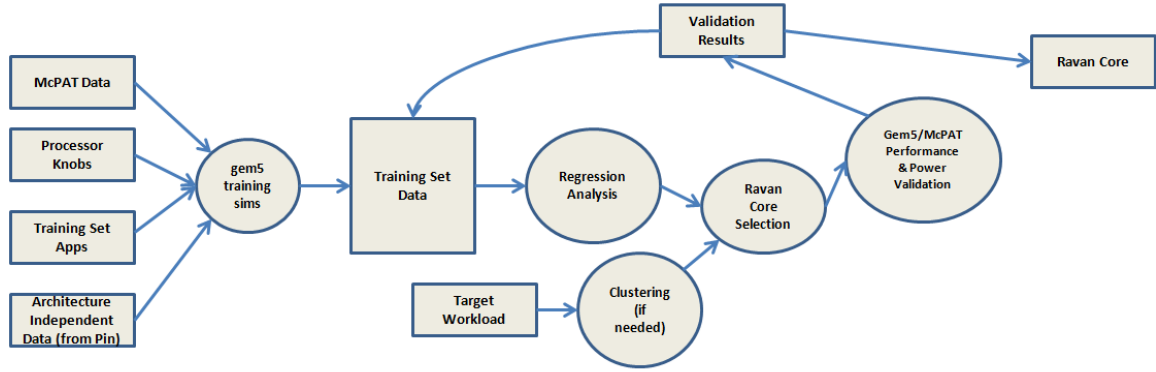 Validation
Results
Ravan Core
McPAT Data
Processor
Knobs
Training Set
Apps
Architecture
Independent
Data (from Pin)
gem5
training
sims
Training Set
Data
Regression
Analysis
Target
Workload
Clustering
(if
needed)
Ravan
Core
Selection
Gem5/McPAT
Performance
& Power
Validation